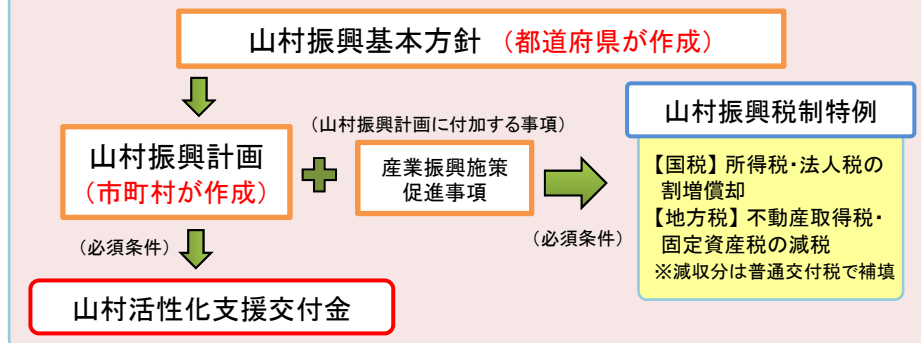 山村振興基本方針 (都道府県が作成)
山村振興計画
(市町村が作成)
(山村振興計画に付加する事項)
産業振興施策
促進事項
山村振興税制特例
【国税】所得税・法人税の
割増償却
【地方税】不動産取得税・
固定資産税の減税
※減収分は普通交付税で補填
(必須条件)
(必須条件)
山村活性化支援交付金